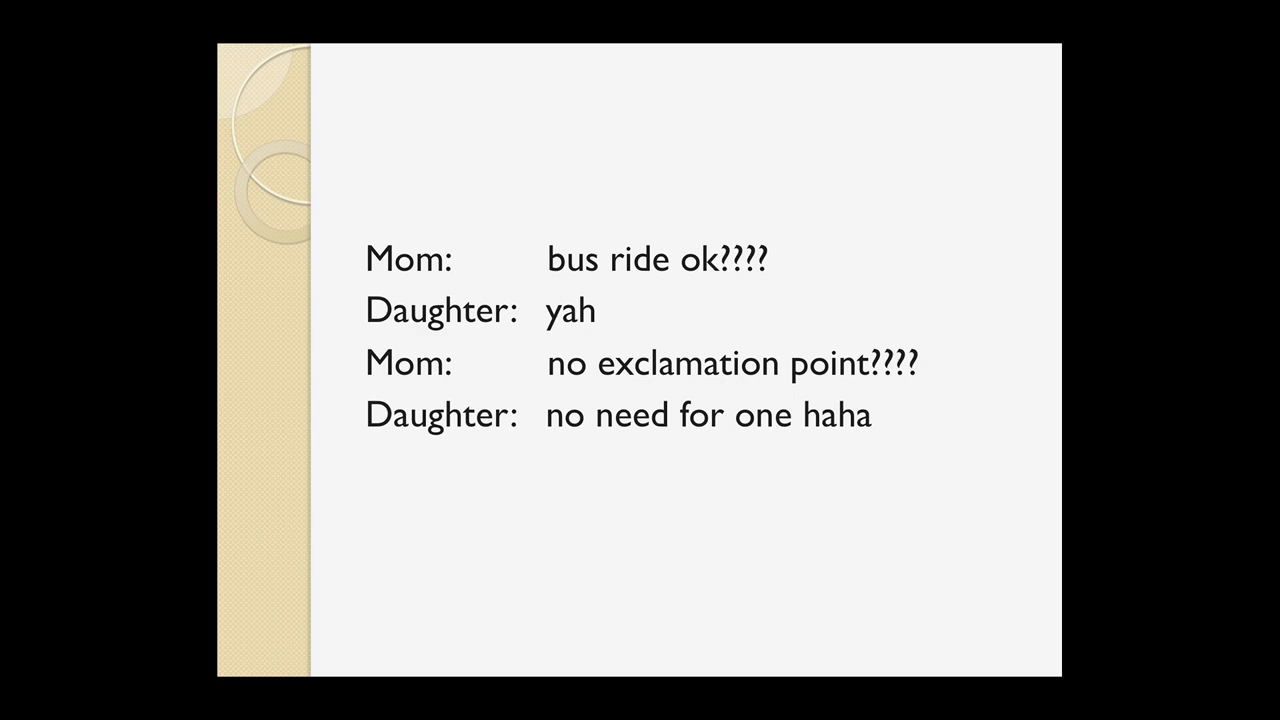 Mom: bus ride ok????
Daughter: yah
Mom: no exclamation point????
Daughter: no need for one haha